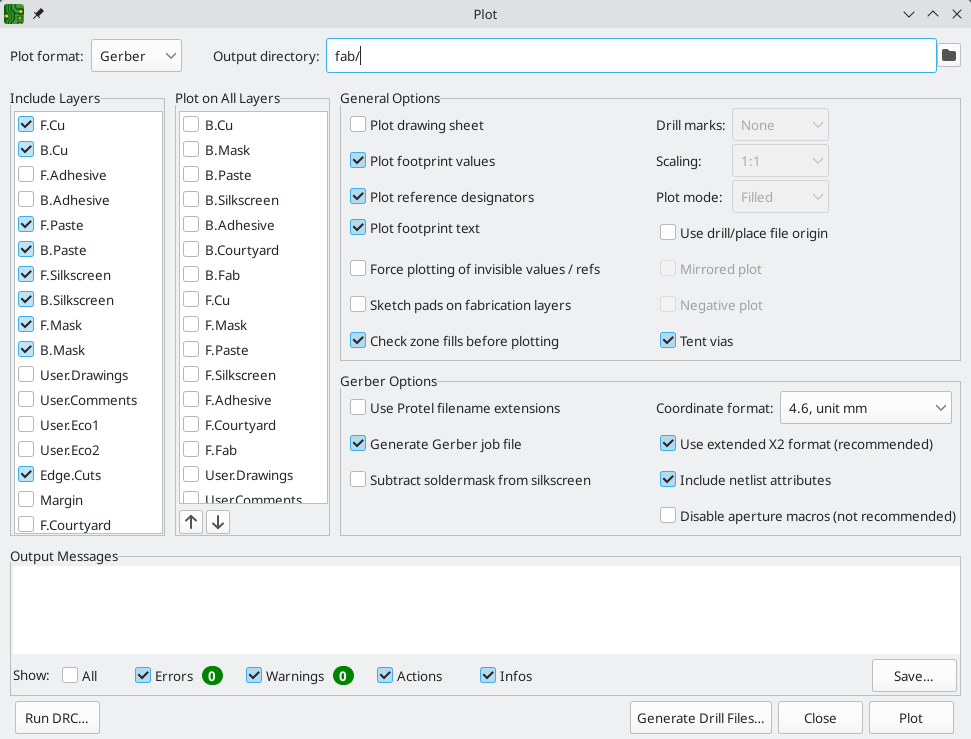 Plot
Plot format: Gerber Output directory: fab/
Include Layers
F.Cu
B.Cu
F.Adhesive
B.Adhesive
F.Paste
B.Paste
F.Silkscreen
B.Silkscreen
F.Mask
B.Mask
User.Drawings
User.Comments
User.Eco1
User.Eco2
Edge.Cuts
Margin
F.Courtyard
Plot on All Layers
B.Cu
B.Mask
B.Paste
B.Silkscreen
B.Adhesive
B.Courtyard
B.Fab
F.Cu
F.Mask
F.Paste
F.Silkscreen
F.Adhesive
F.Courtyard
F.Fab
User.Drawings
User.Comments
General Options
Plot drawing sheet
Plot footprint values
Plot reference designators
Plot footprint text
Force plotting of invisible values / refs
Sketch pads on fabrication layers
Check zone fills before plotting
Drill marks: None
Scaling: 1:1
Plot mode: Filled
Use drill/place file origin
Mirrored plot
Negative plot
Tent vias
Gerber Options
Use Protel filename extensions
Generate Gerber job file
Subtract soldermask from silkscreen
Coordinate format: 4.6, unit mm
Use extended X2 format (recommended)
Include netlist attributes
Disable aperture macros (not recommended)
Output Messages
Show: All Errors 0 Warnings 0 Actions Infos Save...
Run DRC... Generate Drill Files... Close Plot